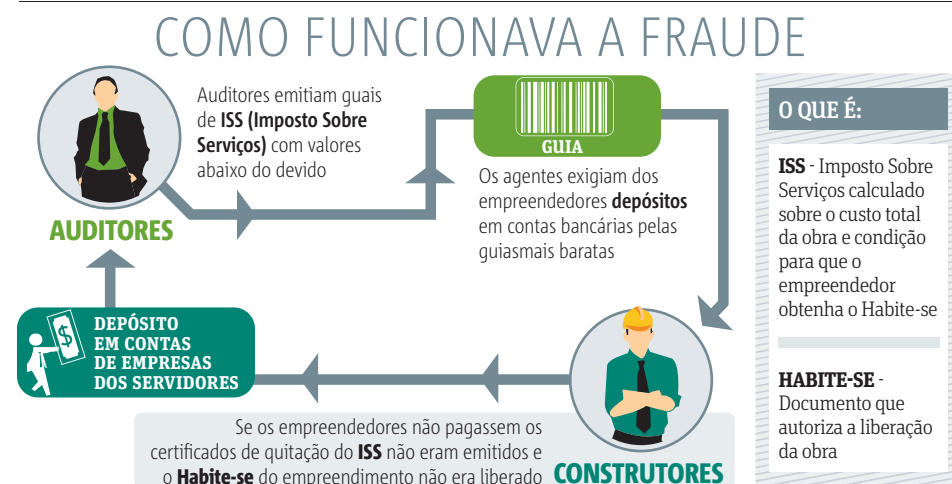 COMO FUNCIONAVA A FRAUDE
Auditores emitiam guais
de ISS (Imposto Sobre
Serviços) com valores
abaixo do devido
AUDITORES
GUIA
Os agentes exigiam dos
empreendedores depósitos
em contas bancárias pelas
guiasmais baratas
DEPÓSITO
EM CONTAS
DE EMPRESAS
DOS SERVIDORES
$
Se os empreendedores não pagassem os
certificados de quitação do ISS não eram emitidos e
o Habite-se do empreendimento não era liberado
CONSTRUTORES
O QUE É:
ISS - Imposto Sobre
Serviços calculado
sobre o custo total
da obra e condição
para que o
empreendedor
obtenha o Habite-se
HABITE-SE -
Documento que
autoriza a liberação
da obra